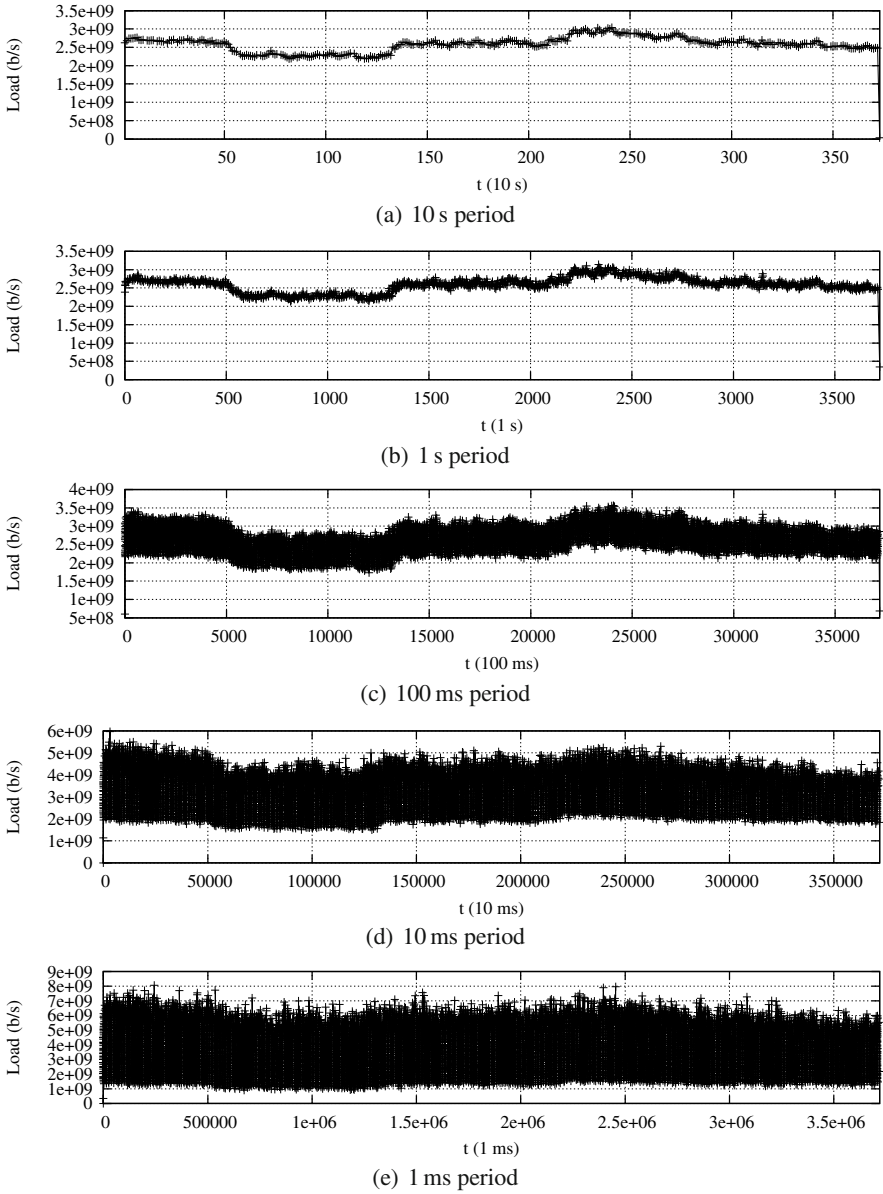 3.5e+09
3e+09
2.5e+09
2e+09
1.5e+09
1e+09
5e+08
0
Load (b/s)
50 100 150 200 250 300 350
t (10 s)
(a) 10 s period
3.5e+09
3e+09
2.5e+09
2e+09
1.5e+09
1e+09
5e+08
0
Load (b/s)
0 500 1000 1500 2000 2500 3000 3500
t (1 s)
(b) 1 s period
4e+09
3.5e+09
3e+09
2.5e+09
2e+09
1.5e+09
1e+09
5e+08
Load (b/s)
0 5000 10000 15000 20000 25000 30000 35000
t (100 ms)
(c) 100 ms period
6e+09
5e+09
4e+09
3e+09
2e+09
1e+09
0
Load (b/s)
0 50000 100000 150000 200000 250000 300000 350000
t (10 ms)
(d) 10 ms period
9e+09
8e+09
7e+09
6e+09
5e+09
4e+09
3e+09
2e+09
1e+09
0
Load (b/s)
0 500000 1e+06 1.5e+06 2e+06 2.5e+06 3e+06 3.5e+06
t (1 ms)
(e) 1 ms period